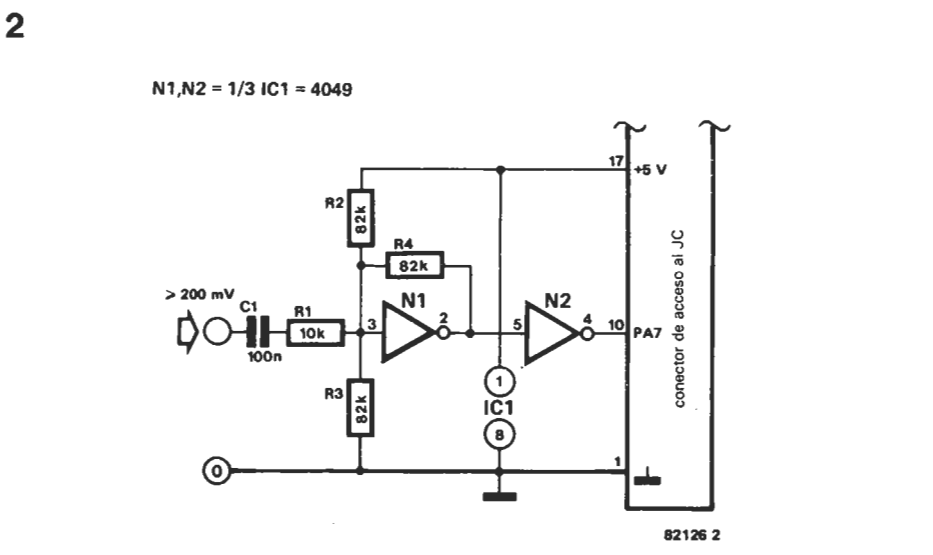 2
N1,N2 = 1/3 IC1 = 4049
17
+5 V
R2
82k
R4
82k
> 200 mV
C1
100n
R1
10k
3
N1
2
5
N2
4
10
PA7
conector de acceso al JC
R3
82k
1
IC1
8
0
1
82126 2